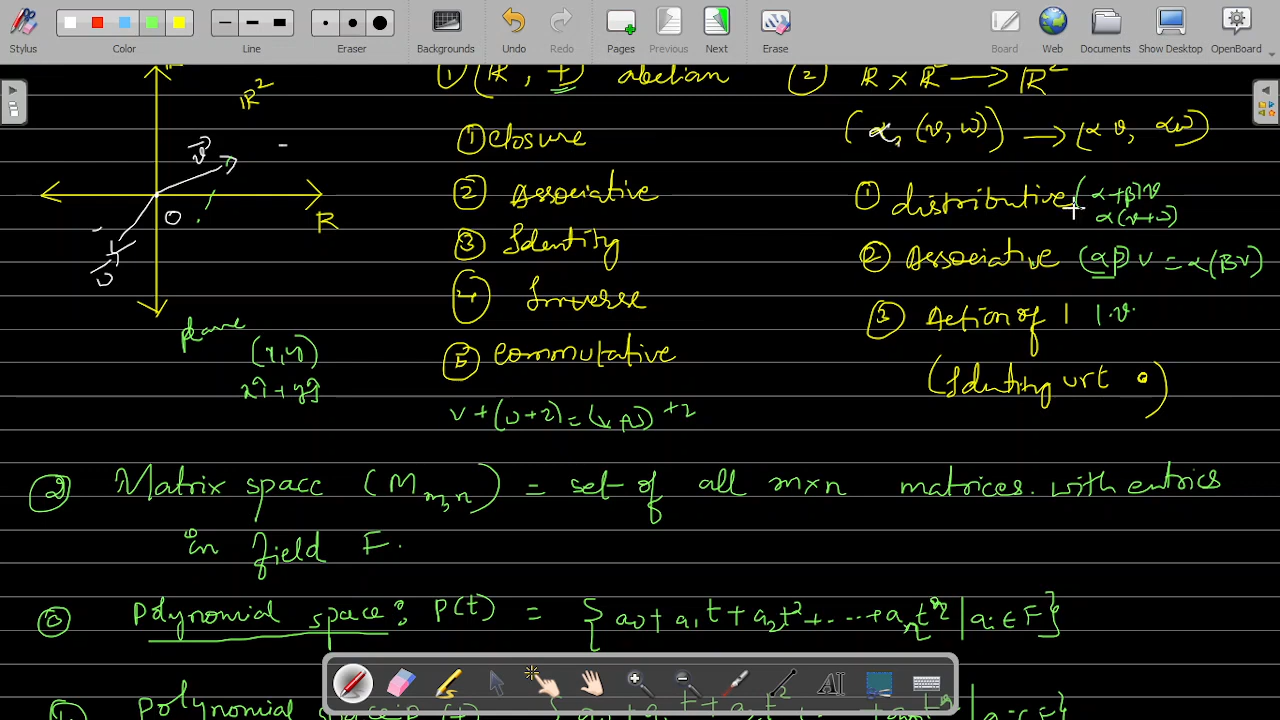 Stylus Color Line Eraser Backgrounds Undo Redo Pages Previous Next Erase Board Web Documents Show Desktop OpenBoard
① (R², +) abelian
② R × R² → R²
R²
(α, (v, w)) → (αv, αw)
① closure
② Associative
③ Identity
④ Inverse
⑤ commutative
v
O
R
① distributive (α+β)v
α(v+w)
② Associative (αβ)v = α(βv)
③ Action of 1 1·v
(Identity wrt •)
plane
(x,y)
xî + yĵ
② Matrix space (Mm,n) = set of all m×n matrices. with entries
in field F.
③ Polynomial space: P(t) = {a0 + a1t + a2t² + ..... + antⁿ | ai ∈ F}